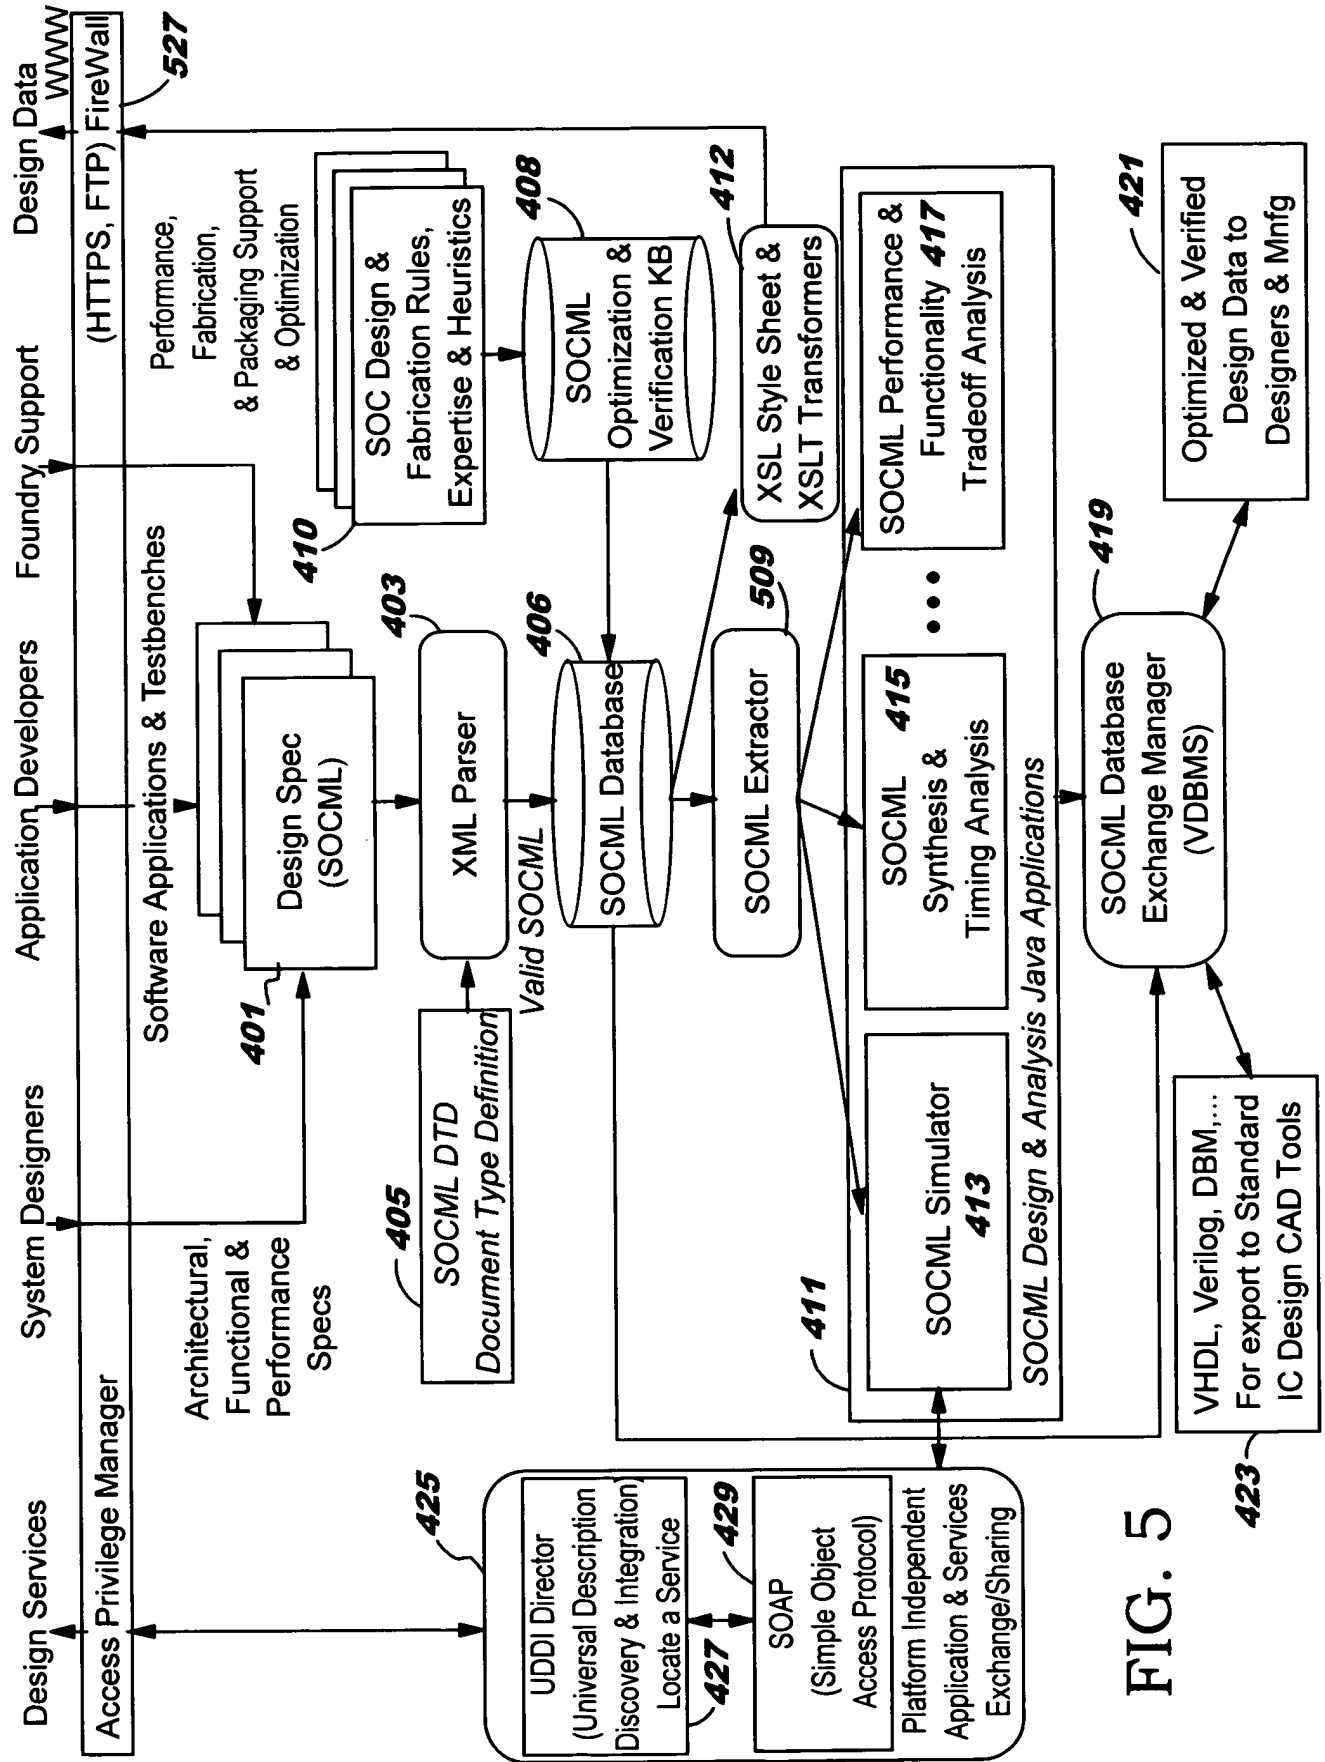 Design Services
System Designers
Application Developers
Foundry Support
Design Data
WWW
Access Privilege Manager
(HTTPS, FTP) FireWall
527
Architectural,
Functional &
Performance
Specs
Software Applications & Testbenches
Performance,
Fabrication,
& Packaging Support
& Optimization
401
Design Spec
(SOCML)
410
SOC Design &
Fabrication Rules,
Expertise & Heuristics
405
SOCML DTD
Document Type Definition
403
XML Parser
Valid SOCML
406
SOCML Database
408
SOCML
Optimization &
Verification KB
425
UDDI Director
(Universal Description
Discovery & Integration)
Locate a Service
427
429
SOAP
(Simple Object
Access Protocol)
Platform Independent
Application & Services
Exchange/Sharing
509
SOCML Extractor
412
XSL Style Sheet &
XSLT Transformers
411
SOCML Simulator
413
SOCML 415
Synthesis &
Timing Analysis
SOCML Performance &
Functionality 417
Tradeoff Analysis
SOCML Design & Analysis Java Applications
419
SOCML Database
Exchange Manager
(VDBMS)
421
Optimized & Verified
Design Data to
Designers & Mnfg
423
VHDL, Verilog, DBM,...
For export to Standard
IC Design CAD Tools
FIG. 5